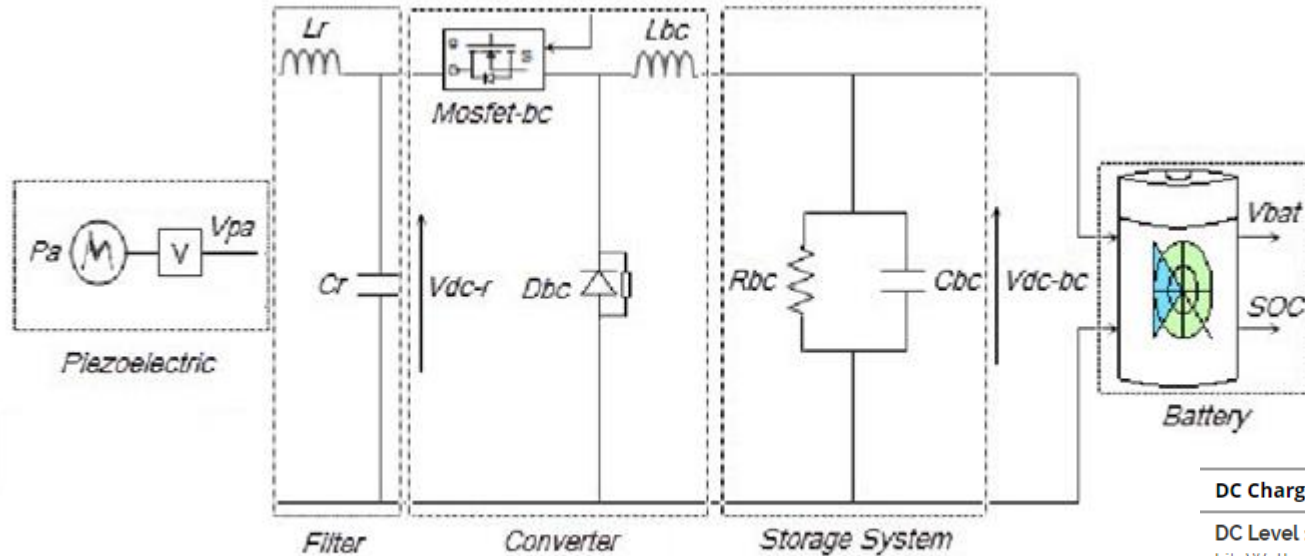 Lr
Lbc
g
S
Mosfet-bc
Pa
V
Vpa
Cr
Vdc-r
Dbc
Rbc
Cbc
Vdc-bc
Vbat
SOC
Piezoelectric
Battery
Filter
Converter
Storage System
DC Charg
DC Level